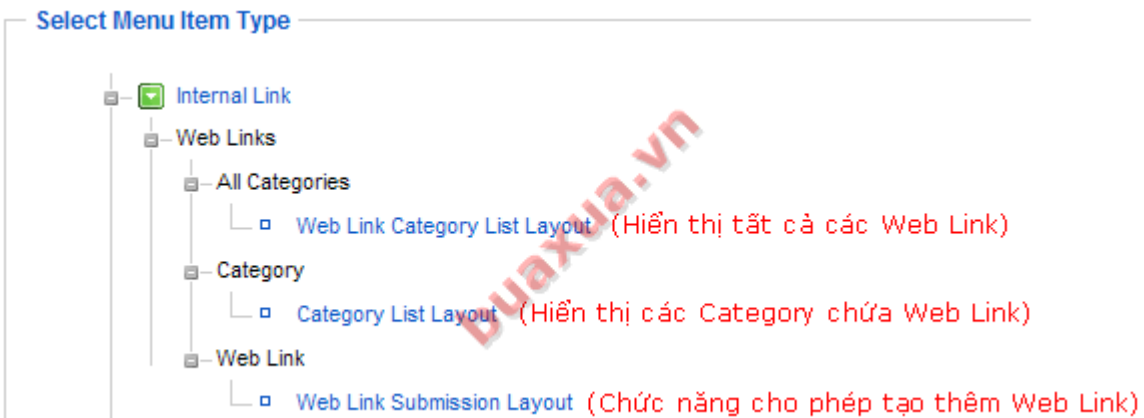 Select Menu Item Type
Internal Link
Web Links
All Categories
Web Link Category List Layout (Hiển thị tất cả các Web Link)
Category
Category List Layout (Hiển thị các Category chứa Web Link)
Web Link
Web Link Submission Layout (Chức năng cho phép tạo thêm Web Link)
buaxua.vn